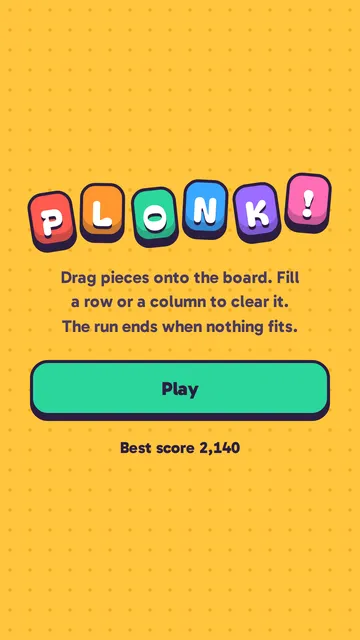 PLONK!
Drag pieces onto the board. Fill
a row or a column to clear it.
The run ends when nothing fits.
Play
Best score 2,140